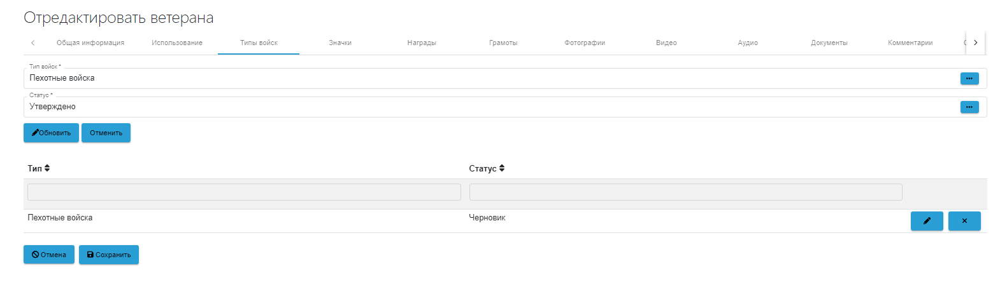 Отредактировать ветерана
Общая информация Использование Типы войск Значки Награды Грамоты Фотографии Видео Аудио Документы Комментарии
Тип войск *
Пехотные войска
Статус *
Утверждено
Обновить Отменить
Тип Статус
Пехотные войска Черновик
Отмена Сохранить